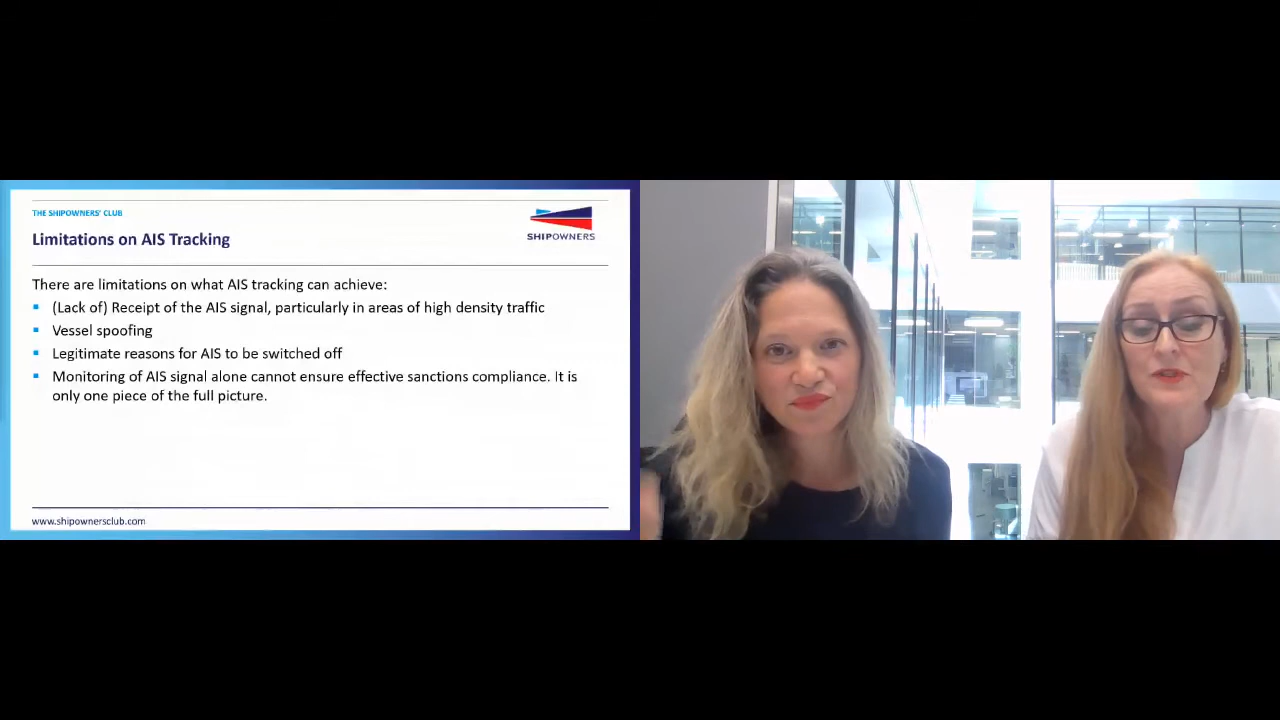 THE SHIPOWNERS' CLUB
Limitations on AIS Tracking
SHIPOWNERS
There are limitations on what AIS tracking can achieve:
(Lack of) Receipt of the AIS signal, particularly in areas of high density traffic
Vessel spoofing
Legitimate reasons for AIS to be switched off
Monitoring of AIS signal alone cannot ensure effective sanctions compliance. It is
only one piece of the full picture.
www.shipownersclub.com